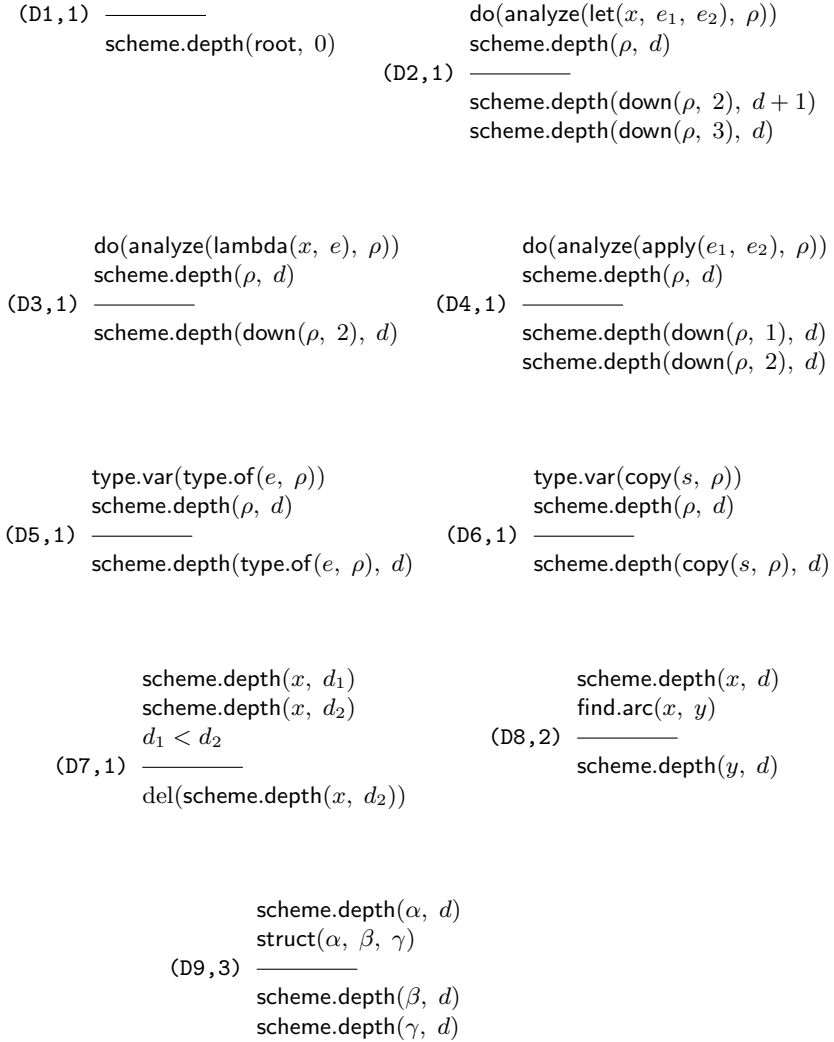 (D1,1)
scheme.depth(root, 0)
do(analyze(let(x, e₁, e₂), ρ))
scheme.depth(ρ, d)
(D2,1)
scheme.depth(down(ρ, 2), d + 1)
scheme.depth(down(ρ, 3), d)
do(analyze(lambda(x, e), ρ))
scheme.depth(ρ, d)
(D3,1)
scheme.depth(down(ρ, 2), d)
do(analyze(apply(e₁, e₂), ρ))
scheme.depth(ρ, d)
(D4,1)
scheme.depth(down(ρ, 1), d)
scheme.depth(down(ρ, 2), d)
type.var(type.of(e, ρ))
scheme.depth(ρ, d)
(D5,1)
scheme.depth(type.of(e, ρ), d)
type.var(copy(s, ρ))
scheme.depth(ρ, d)
(D6,1)
scheme.depth(copy(s, ρ), d)
scheme.depth(x, d₁)
scheme.depth(x, d₂)
d₁ < d₂
(D7,1)
del(scheme.depth(x, d₂))
scheme.depth(x, d)
find.arc(x, y)
(D8,2)
scheme.depth(y, d)
scheme.depth(α, d)
struct(α, β, γ)
(D9,3)
scheme.depth(β, d)
scheme.depth(γ, d)